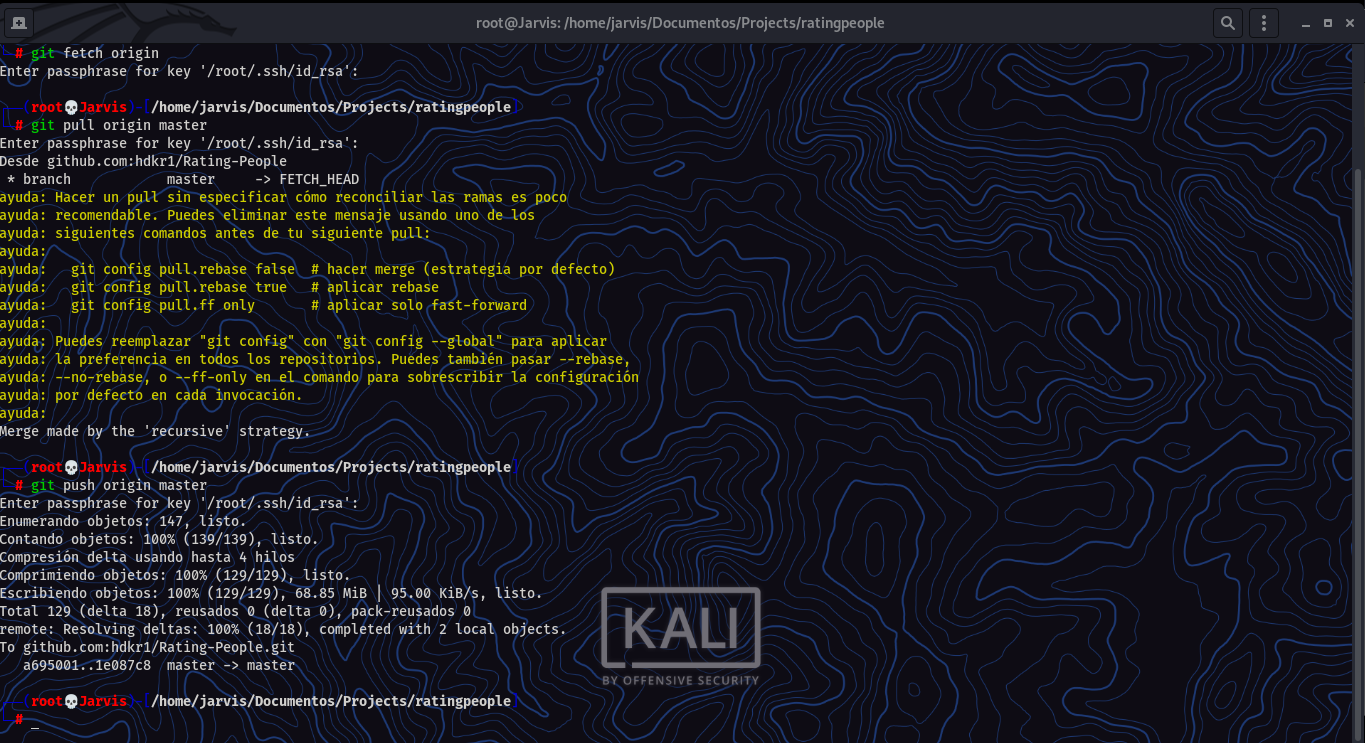 root@Jarvis: /home/jarvis/Documentos/Projects/ratingpeople
# git fetch origin
Enter passphrase for key '/root/.ssh/id_rsa':
root💀Jarvis)-[/home/jarvis/Documentos/Projects/ratingpeople]
# git pull origin master
Enter passphrase for key '/root/.ssh/id_rsa':
Desde github.com:hdkr1/Rating-People
 * branch            master     -> FETCH_HEAD
ayuda: Hacer un pull sin especificar cómo reconciliar las ramas es poco
ayuda: recomendable. Puedes eliminar este mensaje usando uno de los
ayuda: siguientes comandos antes de tu siguiente pull:
ayuda:
ayuda:   git config pull.rebase false  # hacer merge (estrategia por defecto)
ayuda:   git config pull.rebase true   # aplicar rebase
ayuda:   git config pull.ff only       # aplicar solo fast-forward
ayuda:
ayuda: Puedes reemplazar "git config" con "git config --global" para aplicar
ayuda: la preferencia en todos los repositorios. Puedes también pasar --rebase,
ayuda: --no-rebase, o --ff-only en el comando para sobrescribir la configuración
ayuda: por defecto en cada invocación.
ayuda:
Merge made by the 'recursive' strategy.
root💀Jarvis)-[/home/jarvis/Documentos/Projects/ratingpeople]
# git push origin master
Enter passphrase for key '/root/.ssh/id_rsa':
Enumerando objetos: 147, listo.
Contando objetos: 100% (139/139), listo.
Compresión delta usando hasta 4 hilos
Comprimiendo objetos: 100% (129/129), listo.
Escribiendo objetos: 100% (129/129), 68.85 MiB | 95.00 KiB/s, listo.
Total 129 (delta 18), reusados 0 (delta 0), pack-reusados 0
remote: Resolving deltas: 100% (18/18), completed with 2 local objects.
To github.com:hdkr1/Rating-People.git
   a695001..1e087c8  master -> master
root💀Jarvis)-[/home/jarvis/Documentos/Projects/ratingpeople]
# _
KALI
BY OFFENSIVE SECURITY